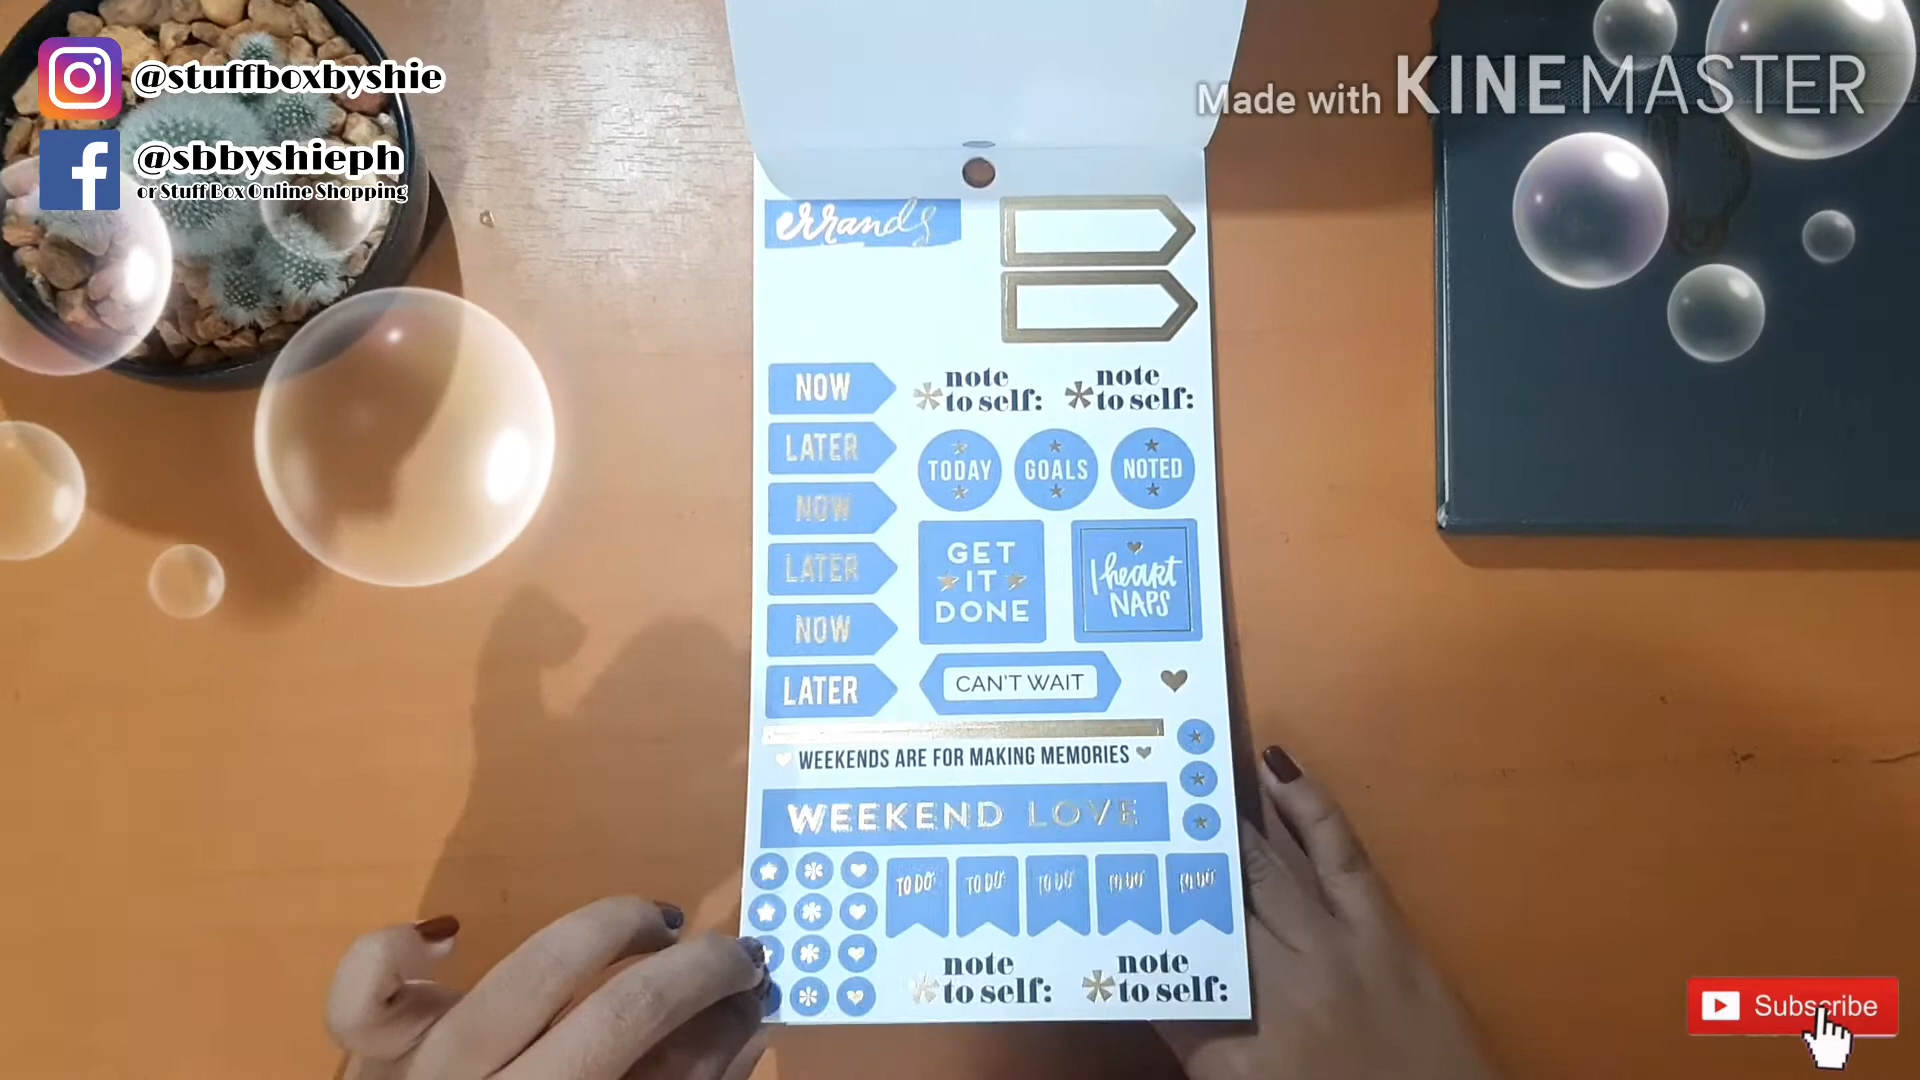 @stuffboxbyshie
@sbbyshieph
or Stuff Box Online Shopping
Made with KINEMASTER
errands
NOW
LATER
NOW
LATER
NOW
LATER
note
to self:
note
to self:
TODAY
GOALS
NOTED
GET
IT
DONE
I heart
NAPS
CAN'T WAIT
WEEKENDS ARE FOR MAKING MEMORIES
WEEKEND LOVE
TO DO
TO DO
TO DO
TO DO
TO DO
note
to self:
note
to self:
Subscribe